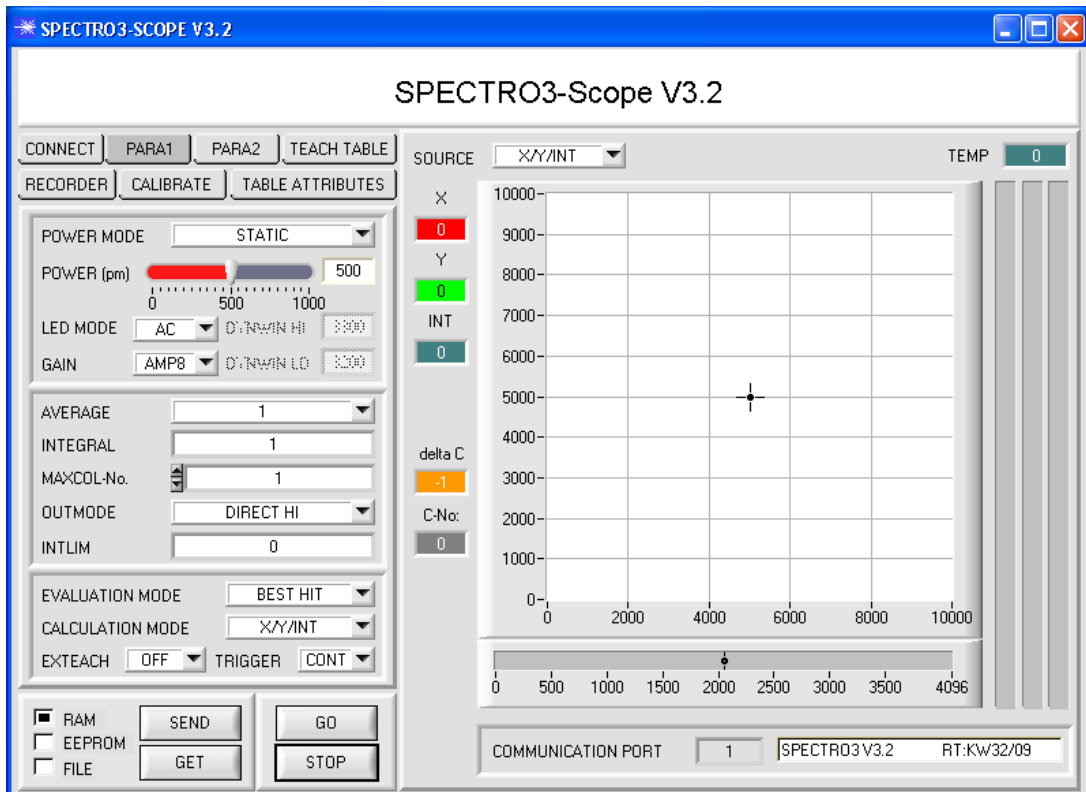 SPECTRO3-SCOPE V3.2
SPECTRO3-Scope V3.2
CONNECT PARA1 PARA2 TEACH TABLE
RECORDER CALIBRATE TABLE ATTRIBUTES
POWER MODE STATIC
POWER (pm) 500
0 500 1000
LED MODE AC DYNWIN HI 3300
GAIN AMP8 DYNWIN LO 3200
AVERAGE 1
INTEGRAL 1
MAXCOL-No. 1
OUTMODE DIRECT HI
INTLIM 0
EVALUATION MODE BEST HIT
CALCULATION MODE X/Y/INT
EXTEACH OFF TRIGGER CONT
RAM
EEPROM
FILE
SEND
GET
GO
STOP
SOURCE X/Y/INT TEMP 0
X
0
Y
0
INT
0
delta C
-1
C-No:
0
10000
9000
8000
7000
6000
5000
4000
3000
2000
1000
0
0 2000 4000 6000 8000 10000
0 500 1000 1500 2000 2500 3000 3500 4096
COMMUNICATION PORT 1 SPECTRO3 V3.2 RT:KW32/09